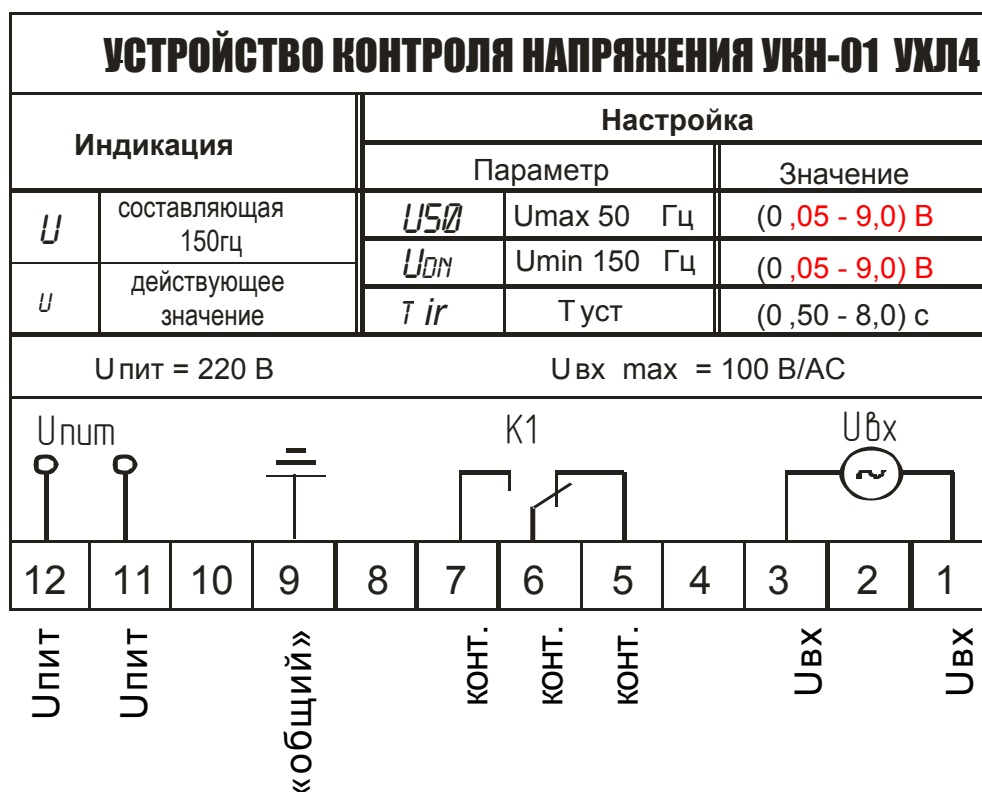 УСТРОЙСТВО КОНТРОЛЯ НАПРЯЖЕНИЯ УКН-01 УХЛ4
Индикация
Настройка
Параметр
Значение
U
составляющая
150гц
U50
Umax 50 Гц
(0 ,05 - 9,0) В
UDN
Umin 150 Гц
(0 ,05 - 9,0) В
U
действующее
значение
T ir
T уст
(0 ,50 - 8,0) с
U пит = 220 В
U вх max = 100 В/АС
Uпит
K1
Uвх
12 11 10 9 8 7 6 5 4 3 2 1
Uпит
Uпит
«общий»
конт.
конт.
конт.
Uвх
Uвх